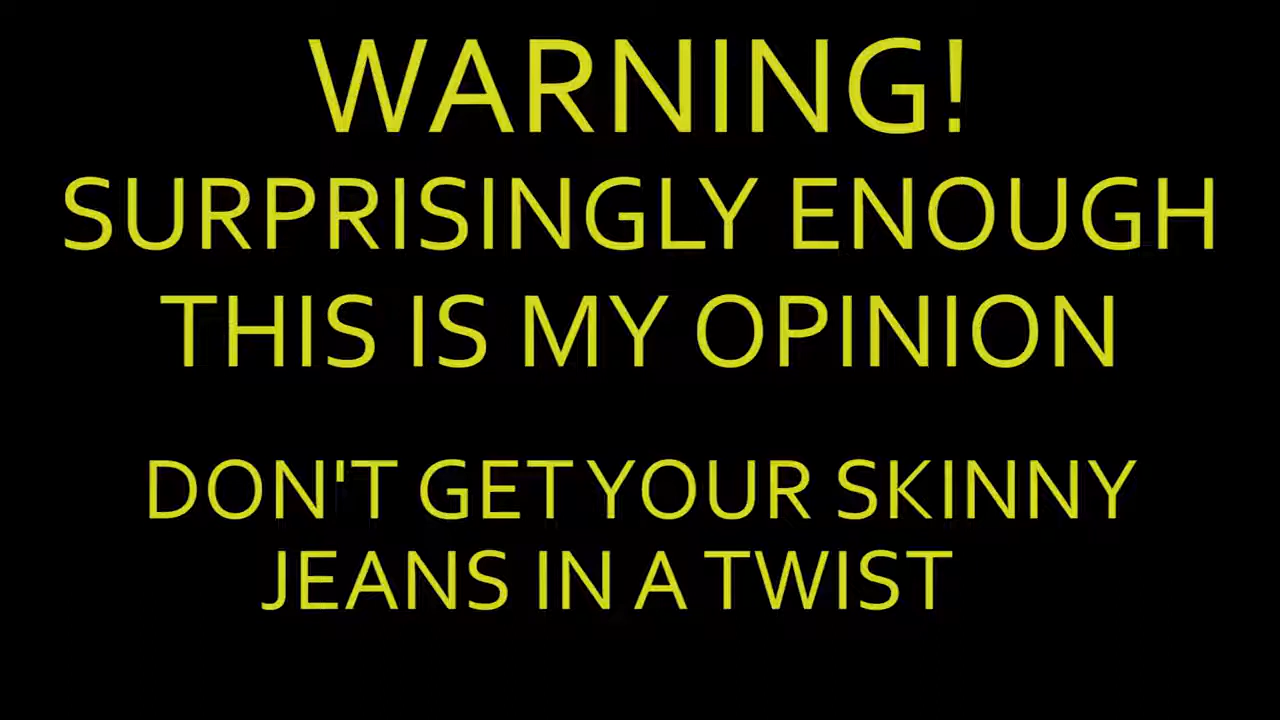 WARNING!
SURPRISINGLY ENOUGH
THIS IS MY OPINION
DON'T GET YOUR SKINNY
JEANS IN A TWIST